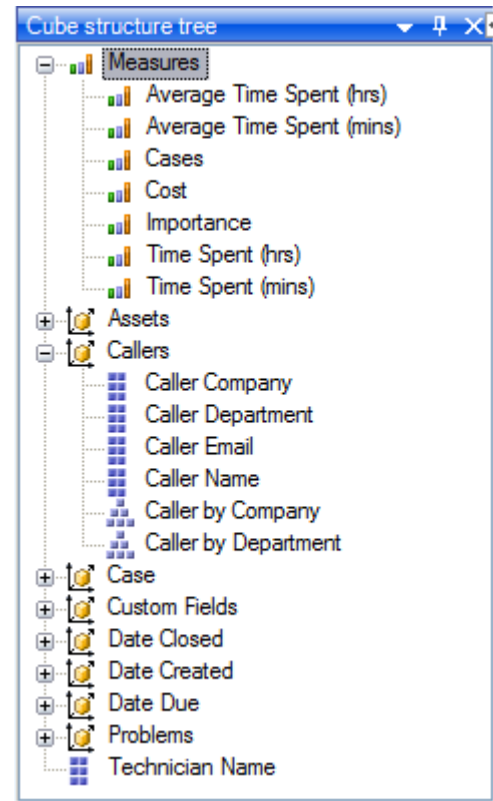 Cube structure tree
Measures
Average Time Spent (hrs)
Average Time Spent (mins)
Cases
Cost
Importance
Time Spent (hrs)
Time Spent (mins)
Assets
Callers
Caller Company
Caller Department
Caller Email
Caller Name
Caller by Company
Caller by Department
Case
Custom Fields
Date Closed
Date Created
Date Due
Problems
Technician Name